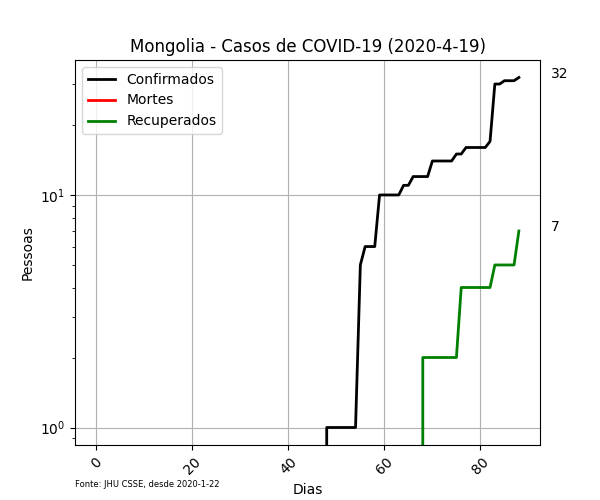 Mongolia - Casos de COVID-19 (2020-4-19)
Confirmados
Mortes
Recuperados
32
7
10¹
10⁰
Pessoas
0
20
40
60
80
Dias
Fonte: JHU CSSE, desde 2020-1-22